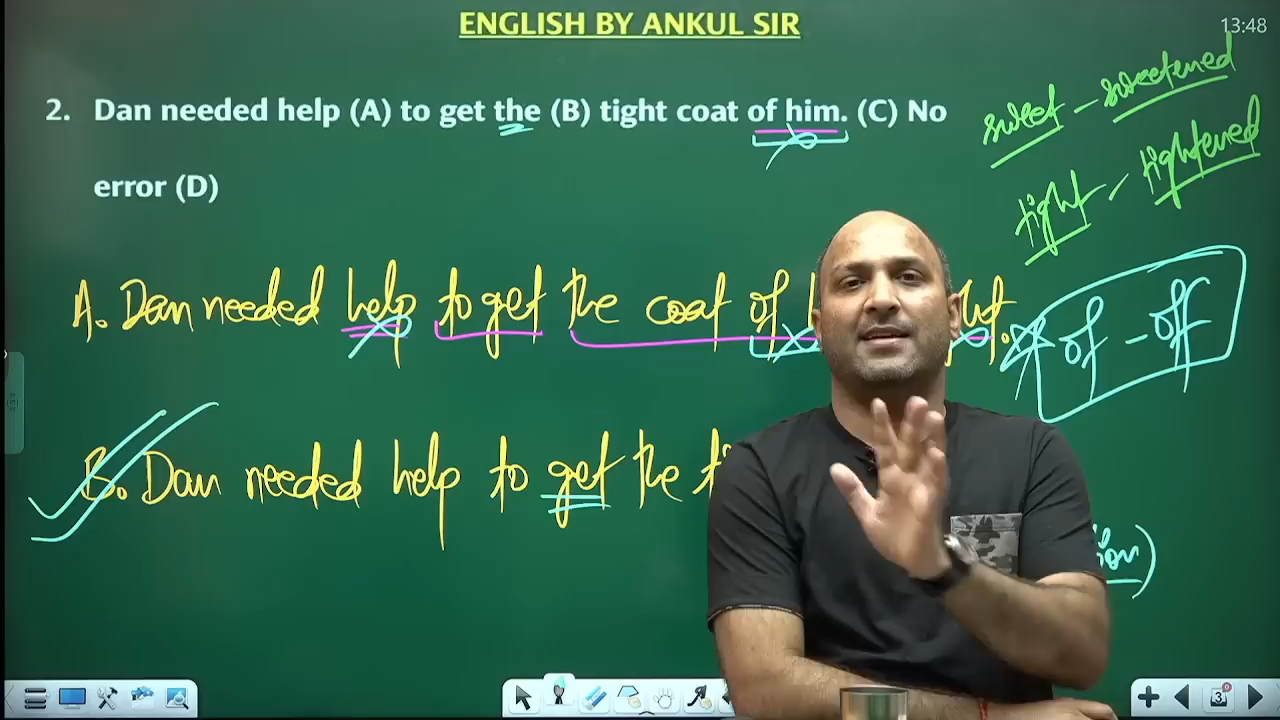 ENGLISH BY ANKUL SIR
13:48
2. Dan needed help (A) to get the (B) tight coat of him. (C) No
error (D)
sweet - sweetened
tight - tightened
A. Dan needed help to get the coat of
of - off
B. Dan needed help to get the
3